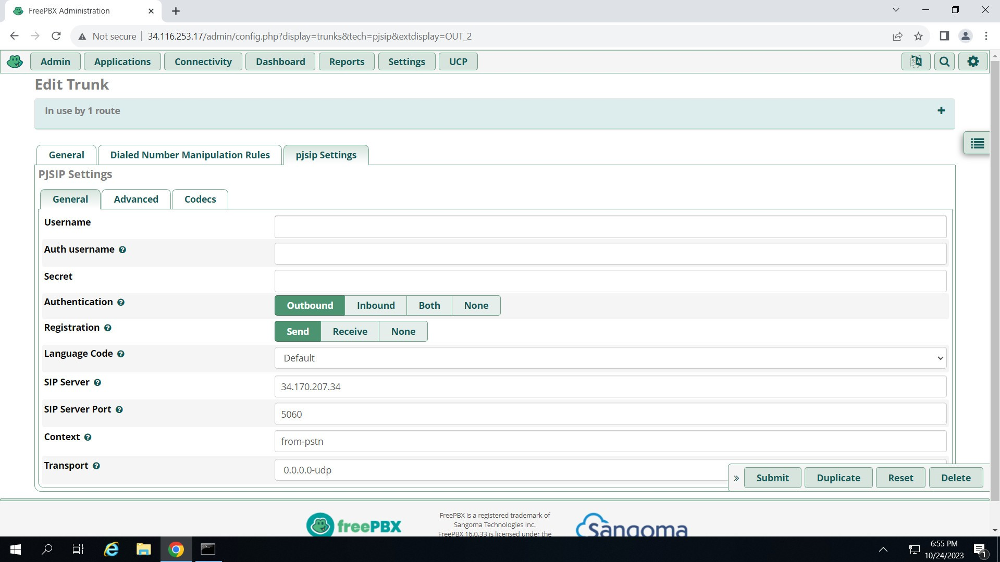 FreePBX Administration
Not secure
34.116.253.17/admin/config.php?display=trunks&tech=pjsip&extdisplay=OUT_2
Admin
Applications
Connectivity
Dashboard
Reports
Settings
UCP
Edit Trunk
In use by 1 route
General
Dialed Number Manipulation Rules
pjsip Settings
PJSIP Settings
General
Advanced
Codecs
Username
Auth username
Secret
Authentication
Outbound
Inbound
Both
None
Registration
Send
Receive
None
Language Code
Default
SIP Server
34.170.207.34
SIP Server Port
5060
Context
from-pstn
Transport
0.0.0.0-udp
Submit
Duplicate
Reset
Delete
freePBX
FreePBX is a registered trademark of
Sangoma Technologies Inc.
FreePBX 16.0.33 is licensed under the
Sangoma
6:55 PM
10/24/2023
1